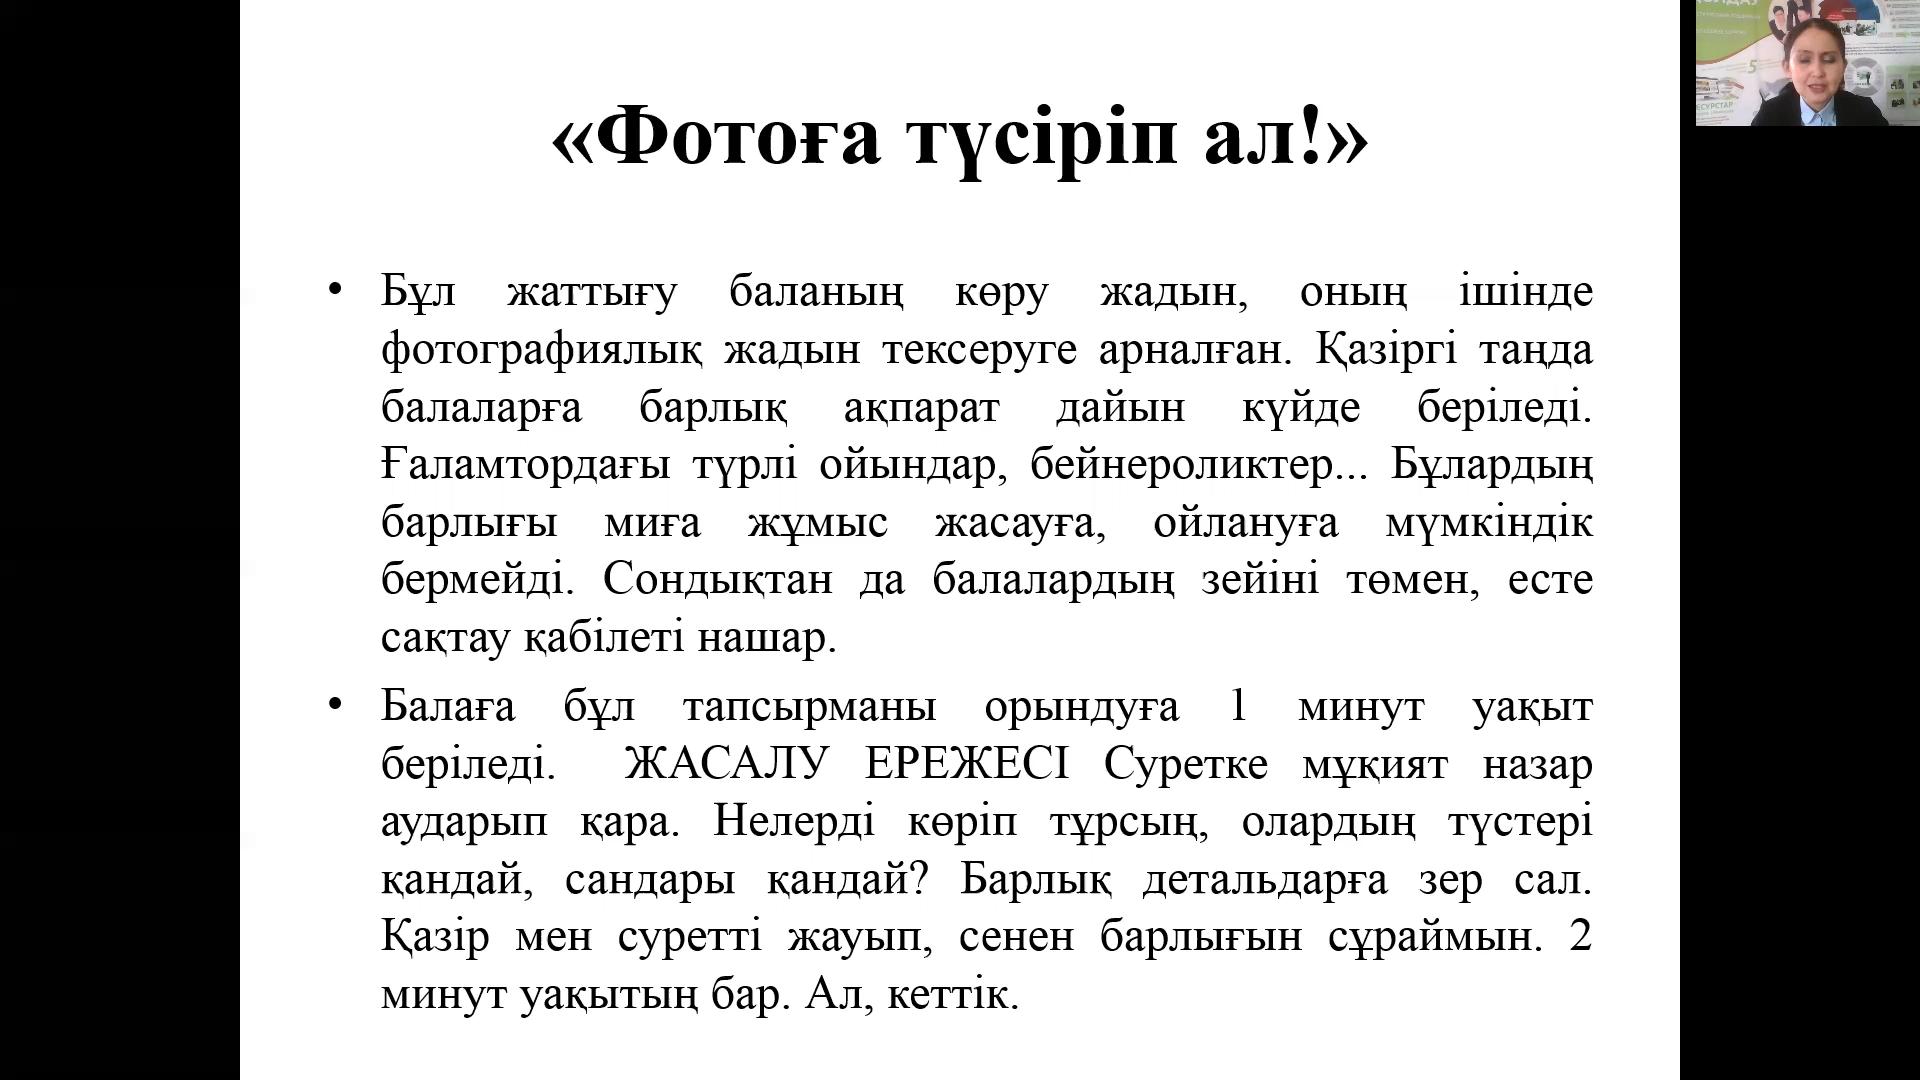 «Фотоға түсіріп ал!»
• Бұл жаттығу баланың көру жадын, оның ішінде
фотографиялық жадын тексеруге арналған. Қазіргі таңда
балаларға барлық ақпарат дайын күйде беріледі.
Ғаламтордағы түрлі ойындар, бейнероликтер... Бұлардың
барлығы миға жұмыс жасауға, ойлануға мүмкіндік
бермейді. Сондықтан да балалардың зейіні төмен, есте
сақтау қабілеті нашар.
• Балаға бұл тапсырманы орындуға 1 минут уақыт
беріледі. ЖАСАЛУ ЕРЕЖЕСІ Суретке мұқият назар
аударып қара. Нелерді көріп тұрсың, олардың түстері
қандай, сандары қандай? Барлық детальдарға зер сал.
Қазір мен суретті жауып, сенен барлығын сұраймын. 2
минут уақытың бар. Ал, кеттік.
5